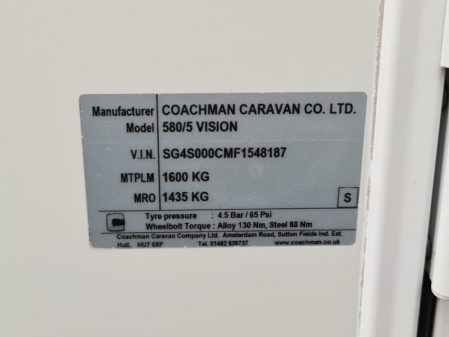 Manufacturer COACHMAN CARAVAN CO. LTD.
Model 580/5 VISION
V.I.N. SG4S000CMF1548187
MTPLM 1600 KG
MRO 1435 KG S
Tyre pressure : 4.5 Bar / 65 Psi
Wheelbolt Torque : Alloy 130 Nm, Steel 88 Nm
Coachman Caravan Company Ltd. Amsterdam Road, Sutton Fields Ind. Est.
Hull. HU7 0XF Tel. 01482 839737 www.coachman.co.uk